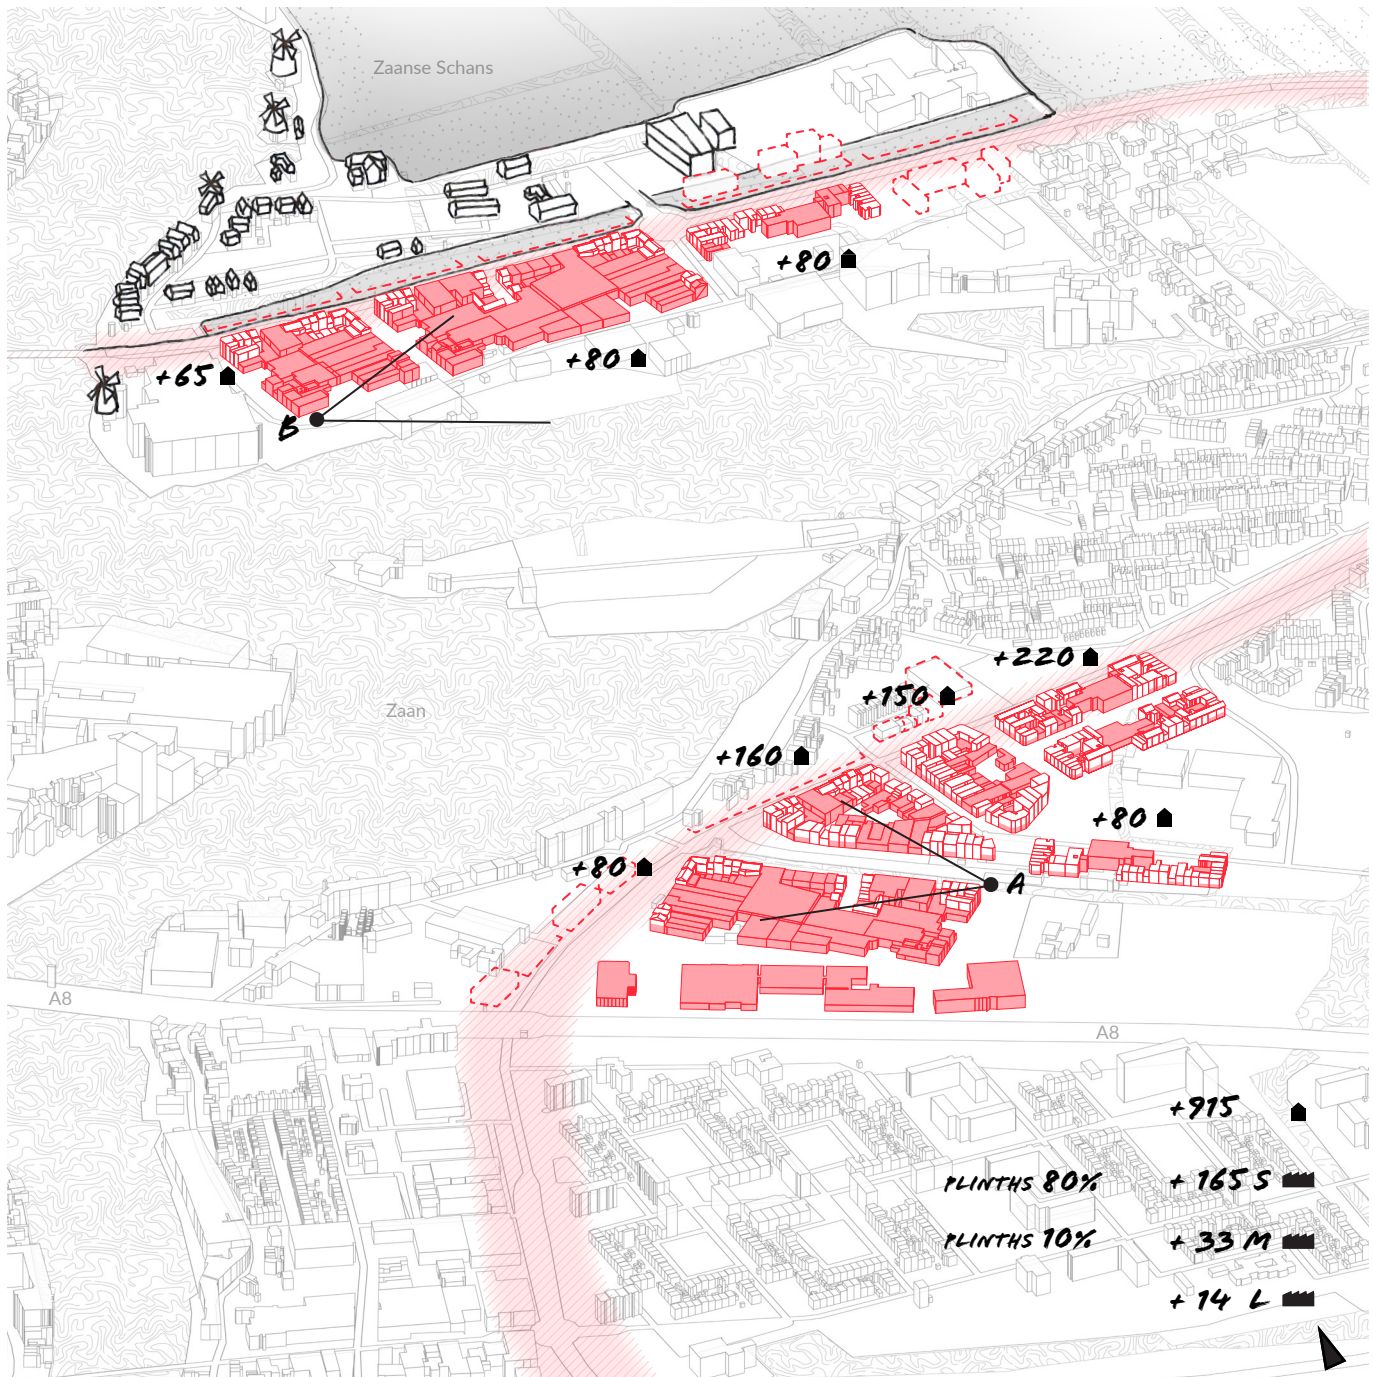 Zaanse Schans
+80
+80
+65
B
+220
+150
Zaan
+160
+80
+80
A
A8
A8
+915
PLINTHS 80% + 165 S
PLINTHS 10% + 33 M
+ 14 L